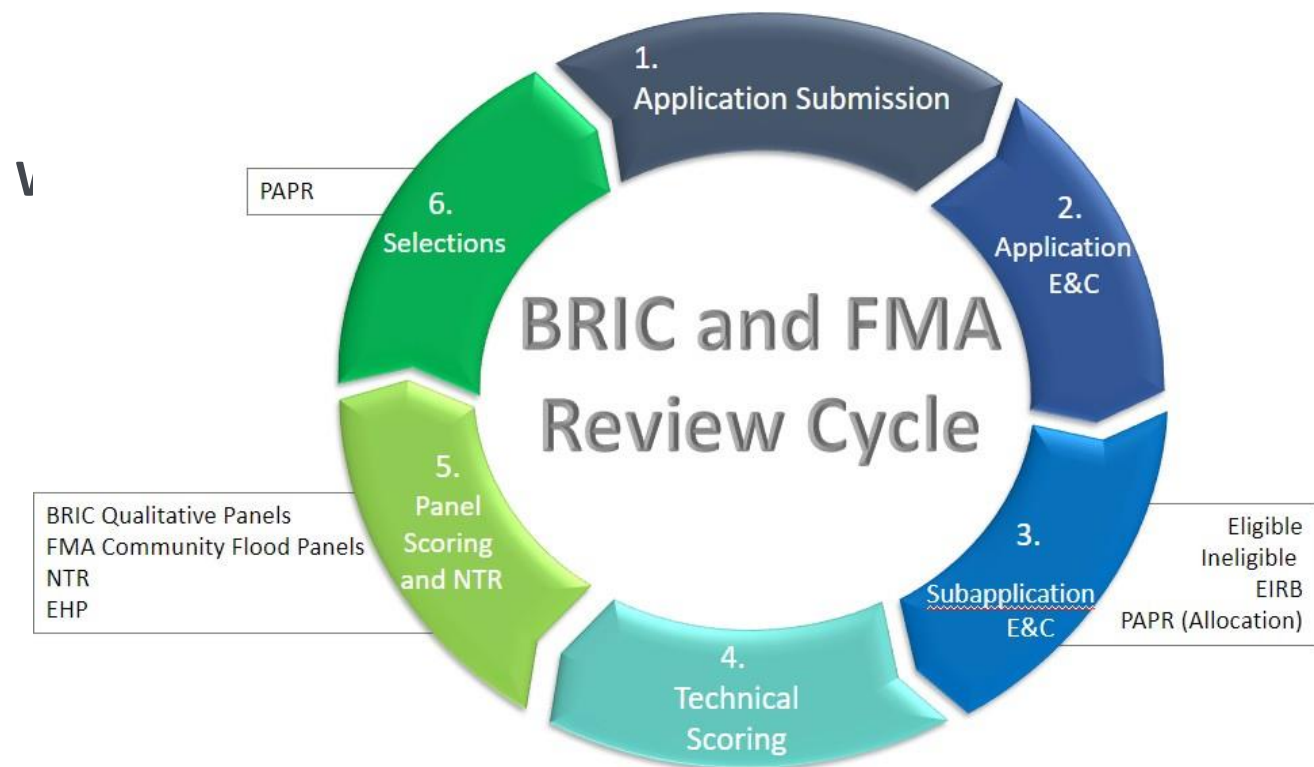 BRIC and FMA
Review Cycle
1.
Application Submission
2.
Application
E&C
3.
Subapplication
E&C
Eligible
Ineligible
EIRB
PAPR (Allocation)
4.
Technical
Scoring
5.
Panel
Scoring
and NTR
BRIC Qualitative Panels
FMA Community Flood Panels
NTR
EHP
6.
Selections
PAPR